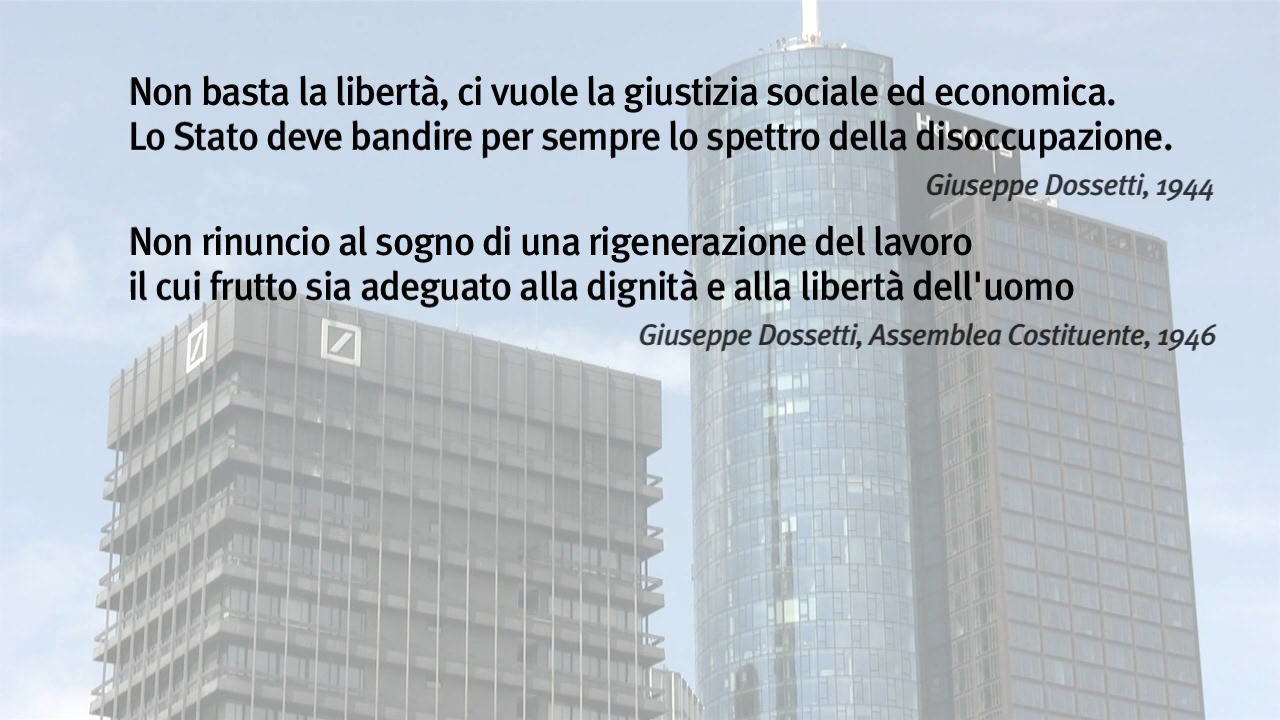 Non basta la libertà, ci vuole la giustizia sociale ed economica.
Lo Stato deve bandire per sempre lo spettro della disoccupazione.
Giuseppe Dossetti, 1944
Non rinuncio al sogno di una rigenerazione del lavoro
il cui frutto sia adeguato alla dignità e alla libertà dell'uomo
Giuseppe Dossetti, Assemblea Costituente, 1946